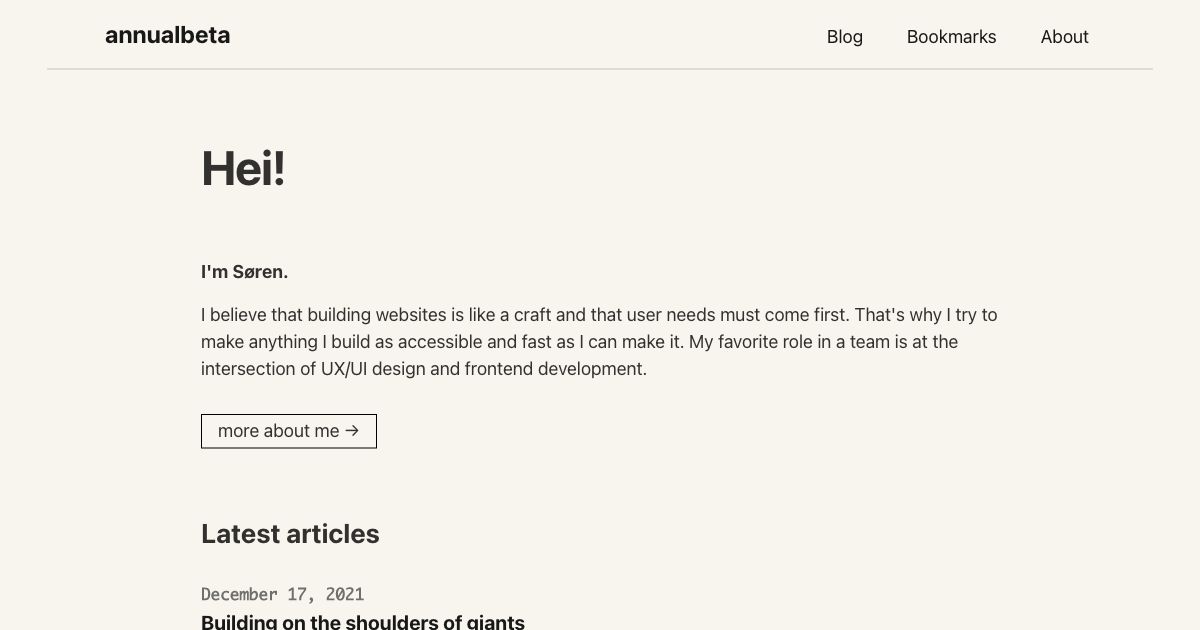 annualbeta
Blog Bookmarks About
Hei!
I'm Søren.
I believe that building websites is like a craft and that user needs must come first. That's why I try to
make anything I build as accessible and fast as I can make it. My favorite role in a team is at the
intersection of UX/UI design and frontend development.
more about me →
Latest articles
December 17, 2021
Building on the shoulders of giants